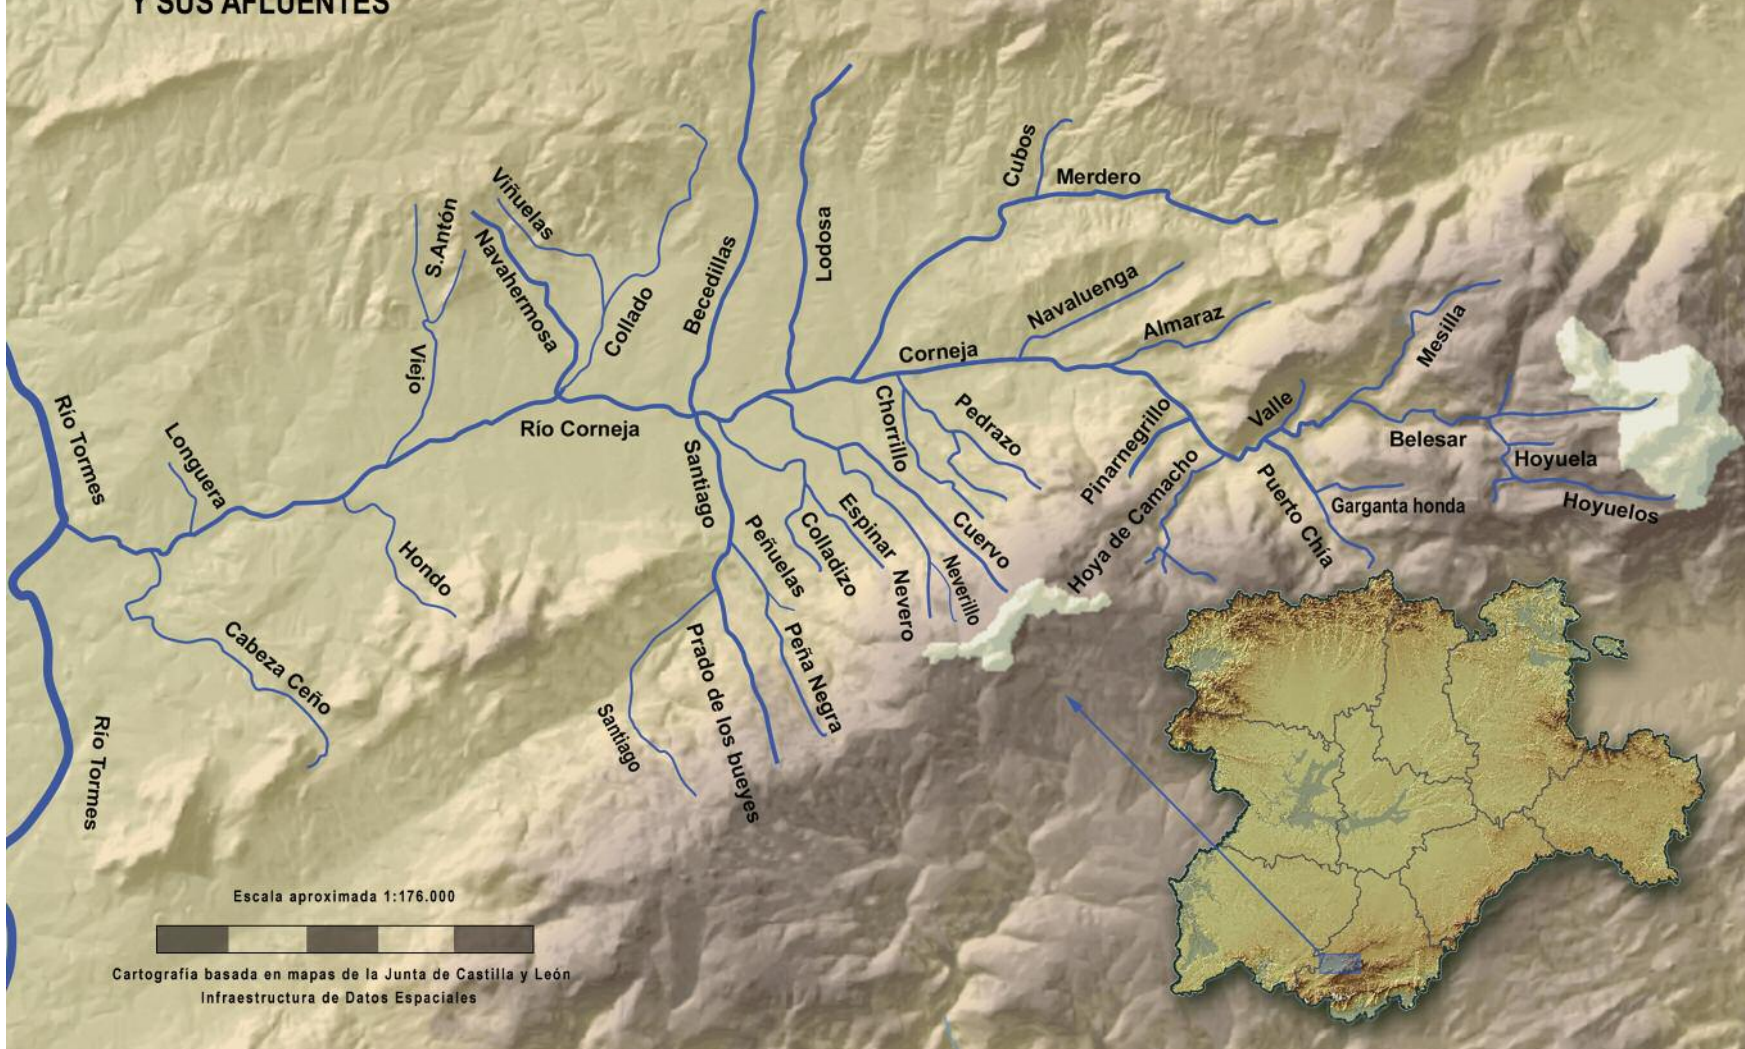 Y SUS AFLUENTES
Cubos
Merdero
Viñuelas
S.Antón
Navahermosa
Collado
Becedillas
Lodosa
Navaluenga
Almaraz
Mesilla
Viejo
Corneja
Río Tormes
Longuera
Río Corneja
Santiago
Chorrillo
Pedrazo
Pinarnegrillo
Valle
Belesar
Hoyuela
Hoyuelos
Garganta honda
Puerto Chía
Hoya de Camacho
Hondo
Peñuelas
Colladizo
Espinar
Cuervo
Nevero
Neverillo
Cabeza Ceño
Peña Negra
Prado de los bueyes
Santiago
Río Tormes
Escala aproximada 1:176.000
Cartografía basada en mapas de la Junta de Castilla y León
Infraestructura de Datos Espaciales